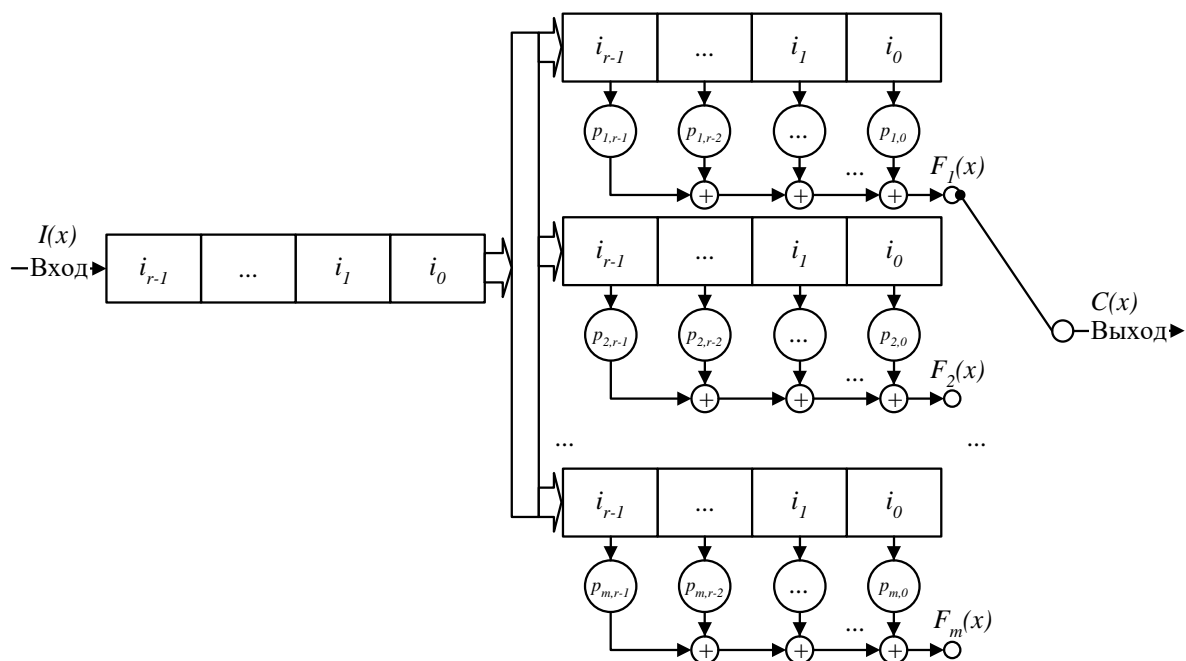 i_{r-1} ... i_1 i_0
p_{1,r-1} p_{1,r-2} ... p_{1,0}
... F_1(x)
+ + +
I(x)
Вход i_{r-1} ... i_1 i_0
i_{r-1} ... i_1 i_0
C(x)
Выход
p_{2,r-1} p_{2,r-2} ... p_{2,0}
... F_2(x)
+ + +
... ...
i_{r-1} ... i_1 i_0
p_{m,r-1} p_{m,r-2} ... p_{m,0}
... F_m(x)
+ + +